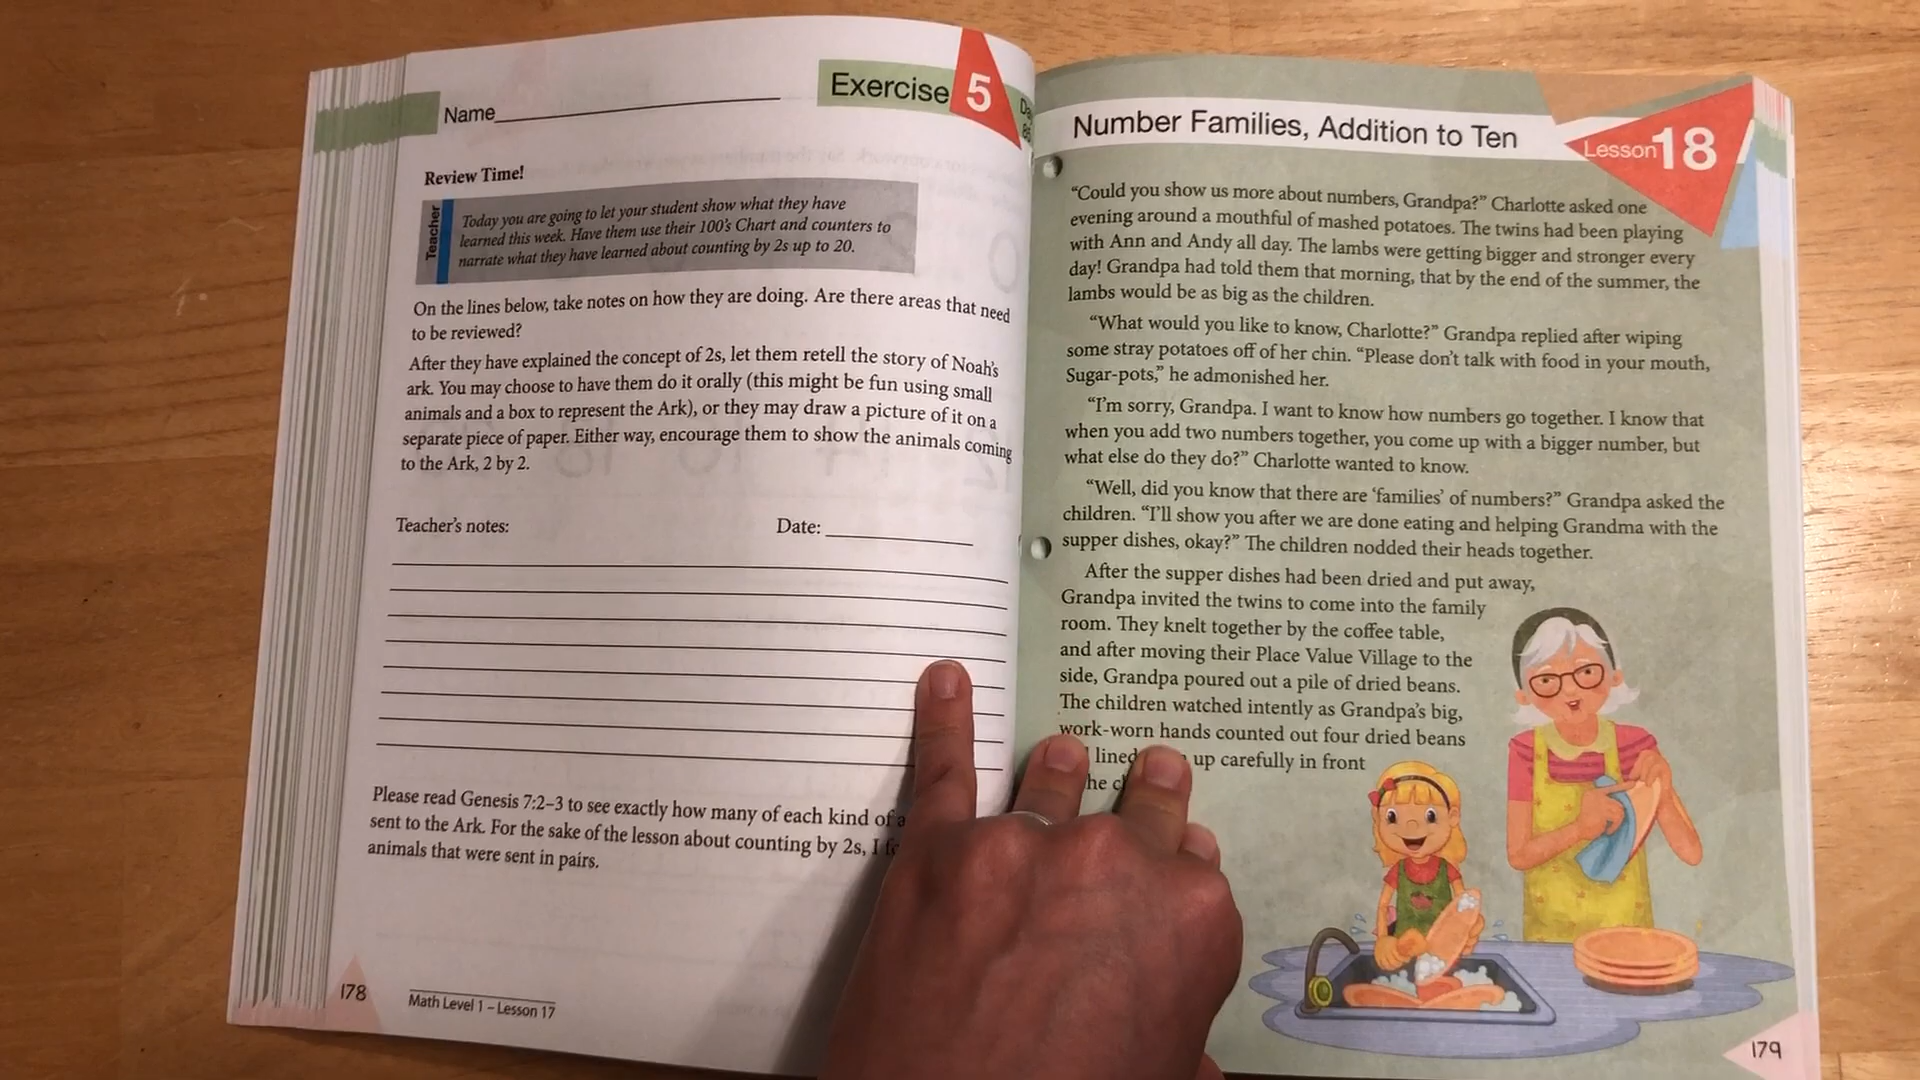 Name
Exercise 5
Review Time!
Teacher
Today you are going to let your student show what they have
learned this week. Have them use their 100's Chart and counters to
narrate what they have learned about counting by 2s up to 20.
On the lines below, take notes on how they are doing. Are there areas that need
to be reviewed?
After they have explained the concept of 2s, let them retell the story of Noah's
ark. You may choose to have them do it orally (this might be fun using small
animals and a box to represent the Ark), or they may draw a picture of it on a
separate piece of paper. Either way, encourage them to show the animals coming
to the Ark, 2 by 2.
Teacher's notes: Date:
Please read Genesis 7:2–3 to see exactly how many of each kind of
sent to the Ark. For the sake of the lesson about counting by 2s, I
animals that were sent in pairs.
178
Math Level 1 – Lesson 17
Number Families, Addition to Ten
Lesson 18
“Could you show us more about numbers, Grandpa?” Charlotte asked one
evening around a mouthful of mashed potatoes. The twins had been playing
with Ann and Andy all day. The lambs were getting bigger and stronger every
day! Grandpa had told them that morning, that by the end of the summer, the
lambs would be as big as the children.
“What would you like to know, Charlotte?” Grandpa replied after wiping
some stray potatoes off of her chin. “Please don't talk with food in your mouth,
Sugar-pots,” he admonished her.
“I'm sorry, Grandpa. I want to know how numbers go together. I know that
when you add two numbers together, you come up with a bigger number, but
what else do they do?” Charlotte wanted to know.
“Well, did you know that there are ‘families’ of numbers?” Grandpa asked the
children. “I'll show you after we are done eating and helping Grandma with the
supper dishes, okay?” The children nodded their heads together.
After the supper dishes had been dried and put away,
Grandpa invited the twins to come into the family
room. They knelt together by the coffee table,
and after moving their Place Value Village to the
side, Grandpa poured out a pile of dried beans.
The children watched intently as Grandpa's big,
work-worn hands counted out four dried beans
lined up carefully in front
179